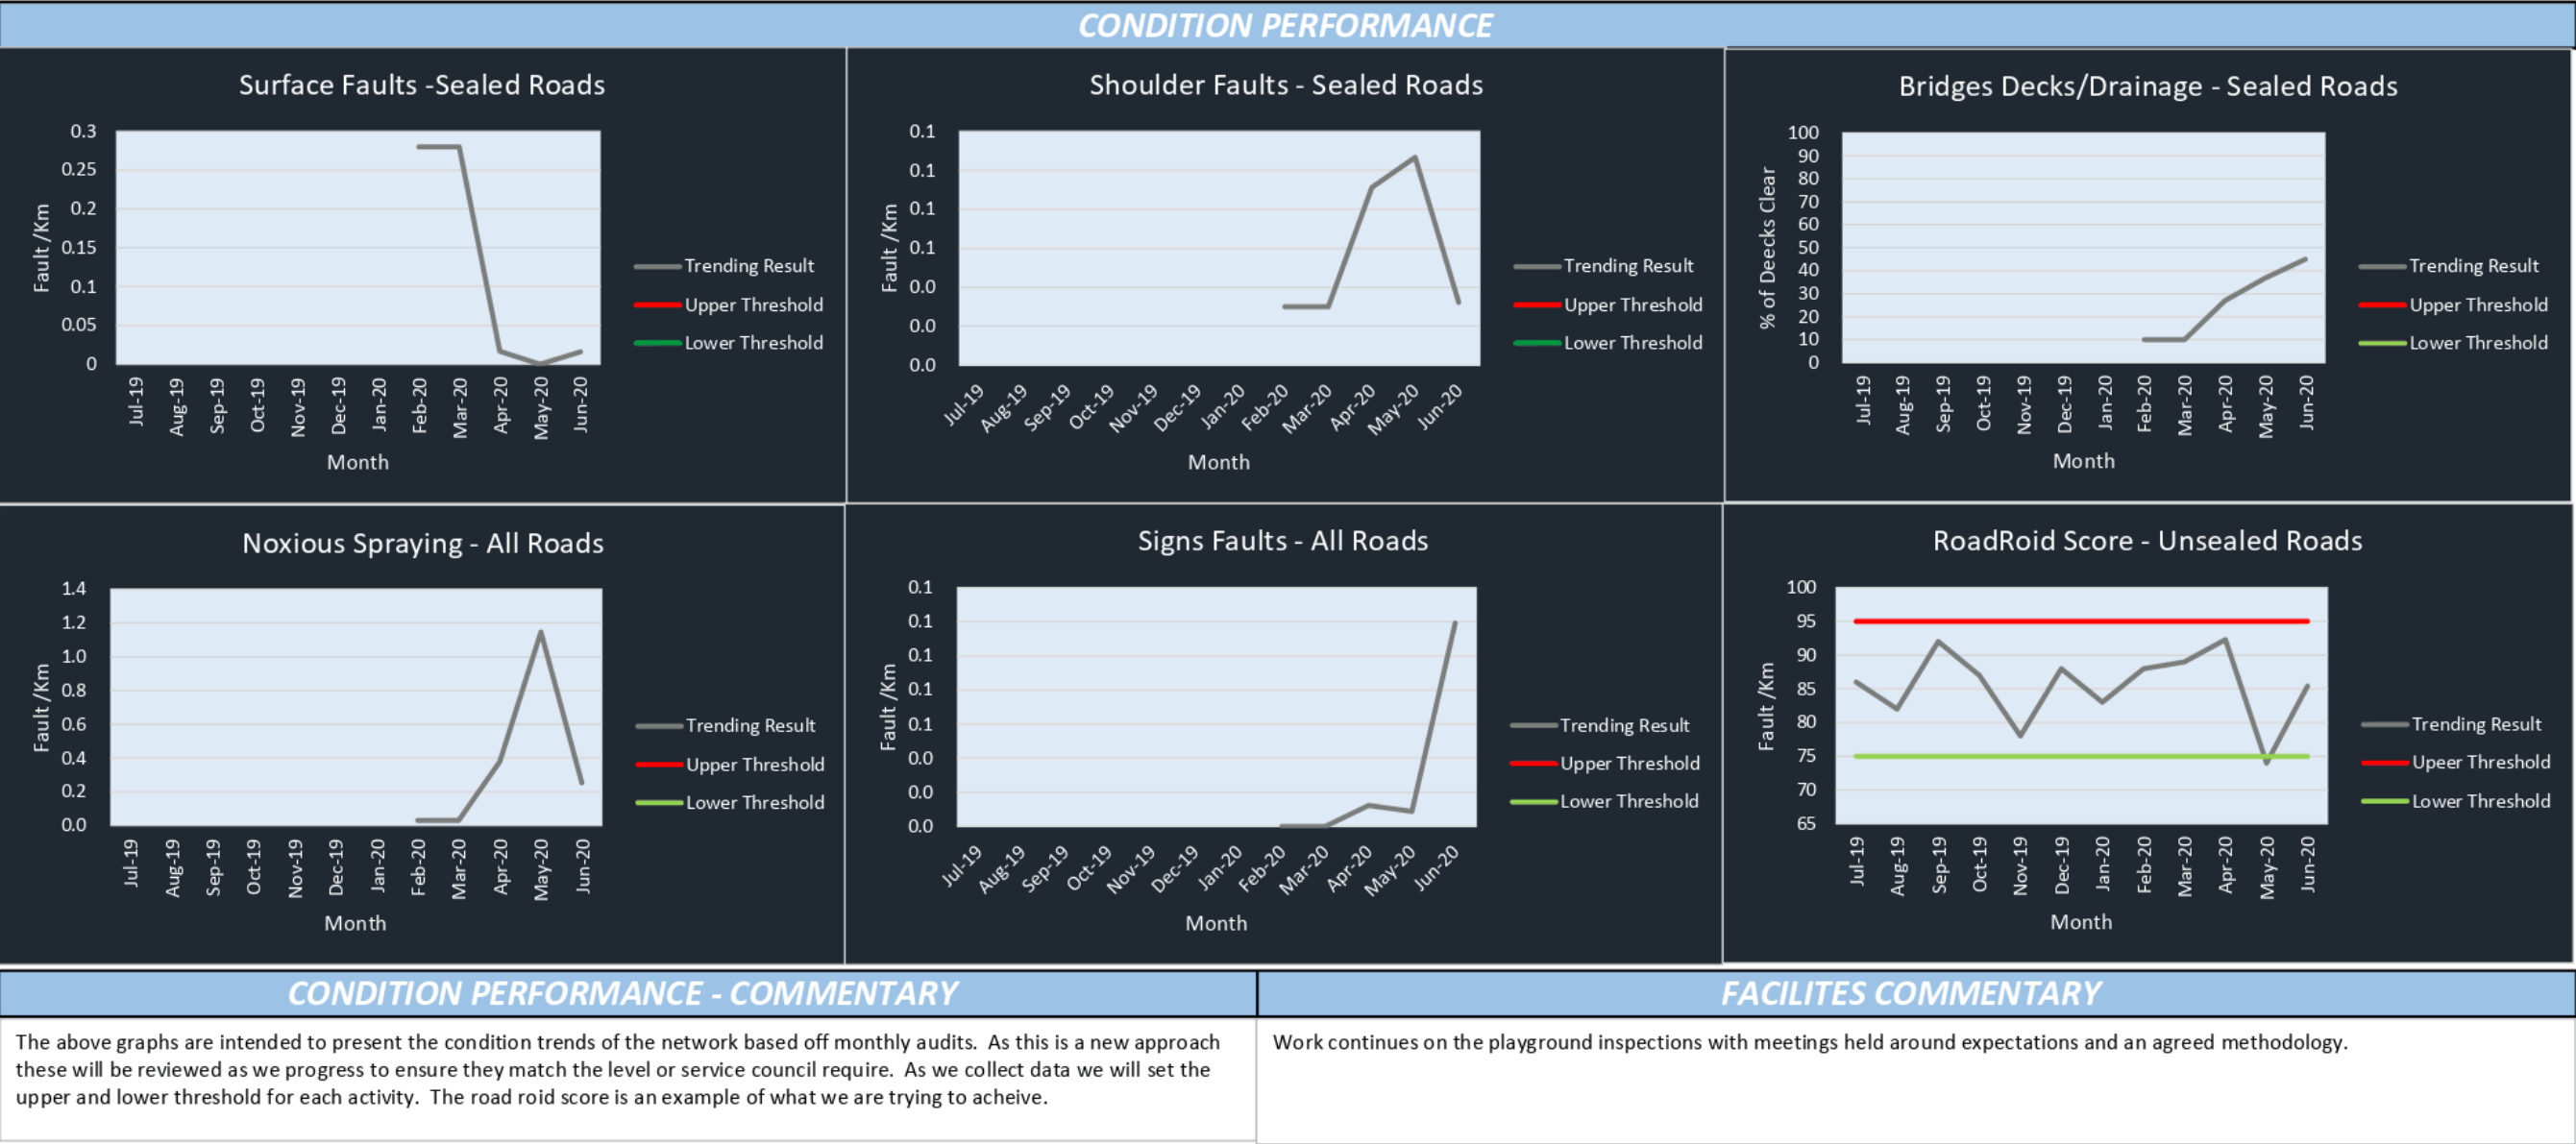 CONDITION PERFORMANCE
Surface Faults -Sealed Roads
Fault /Km
0.3
0.25
0.2
0.15
0.1
0.05
0
Jul-19
Aug-19
Sep-19
Oct-19
Nov-19
Dec-19
Jan-20
Feb-20
Mar-20
Apr-20
May-20
Jun-20
Month
Trending Result
Upper Threshold
Lower Threshold
Shoulder Faults - Sealed Roads
Fault /Km
0.1
0.1
0.1
0.1
0.0
0.0
0.0
Jul-19
Aug-19
Sep-19
Oct-19
Nov-19
Dec-19
Jan-20
Feb-20
Mar-20
Apr-20
May-20
Jun-20
Month
Trending Result
Upper Threshold
Lower Threshold
Bridges Decks/Drainage - Sealed Roads
% of Deecks Clear
100
90
80
70
60
50
40
30
20
10
0
Jul-19
Aug-19
Sep-19
Oct-19
Nov-19
Dec-19
Jan-20
Feb-20
Mar-20
Apr-20
May-20
Jun-20
Month
Trending Result
Upper Threshold
Lower Threshold
Noxious Spraying - All Roads
Fault /Km
1.4
1.2
1.0
0.8
0.6
0.4
0.2
0.0
Jul-19
Aug-19
Sep-19
Oct-19
Nov-19
Dec-19
Jan-20
Feb-20
Mar-20
Apr-20
May-20
Jun-20
Month
Trending Result
Upper Threshold
Lower Threshold
Signs Faults - All Roads
Fault /Km
0.1
0.1
0.1
0.1
0.1
0.0
0.0
0.0
Jul-19
Aug-19
Sep-19
Oct-19
Nov-19
Dec-19
Jan-20
Feb-20
Mar-20
Apr-20
May-20
Jun-20
Month
Trending Result
Upper Threshold
Lower Threshold
RoadRoid Score - Unsealed Roads
Fault /Km
100
95
90
85
80
75
70
65
Jul-19
Aug-19
Sep-19
Oct-19
Nov-19
Dec-19
Jan-20
Feb-20
Mar-20
Apr-20
May-20
Jun-20
Month
Trending Result
Upeer Threshold
Lower Threshold
CONDITION PERFORMANCE - COMMENTARY
The above graphs are intended to present the condition trends of the network based off monthly audits.  As this is a new approach
these will be reviewed as we progress to ensure they match the level or service council require.  As we collect data we will set the
upper and lower threshold for each activity.  The road roid score is an example of what we are trying to acheive.
FACILITES COMMENTARY
Work continues on the playground inspections with meetings held around expectations and an agreed methodology.